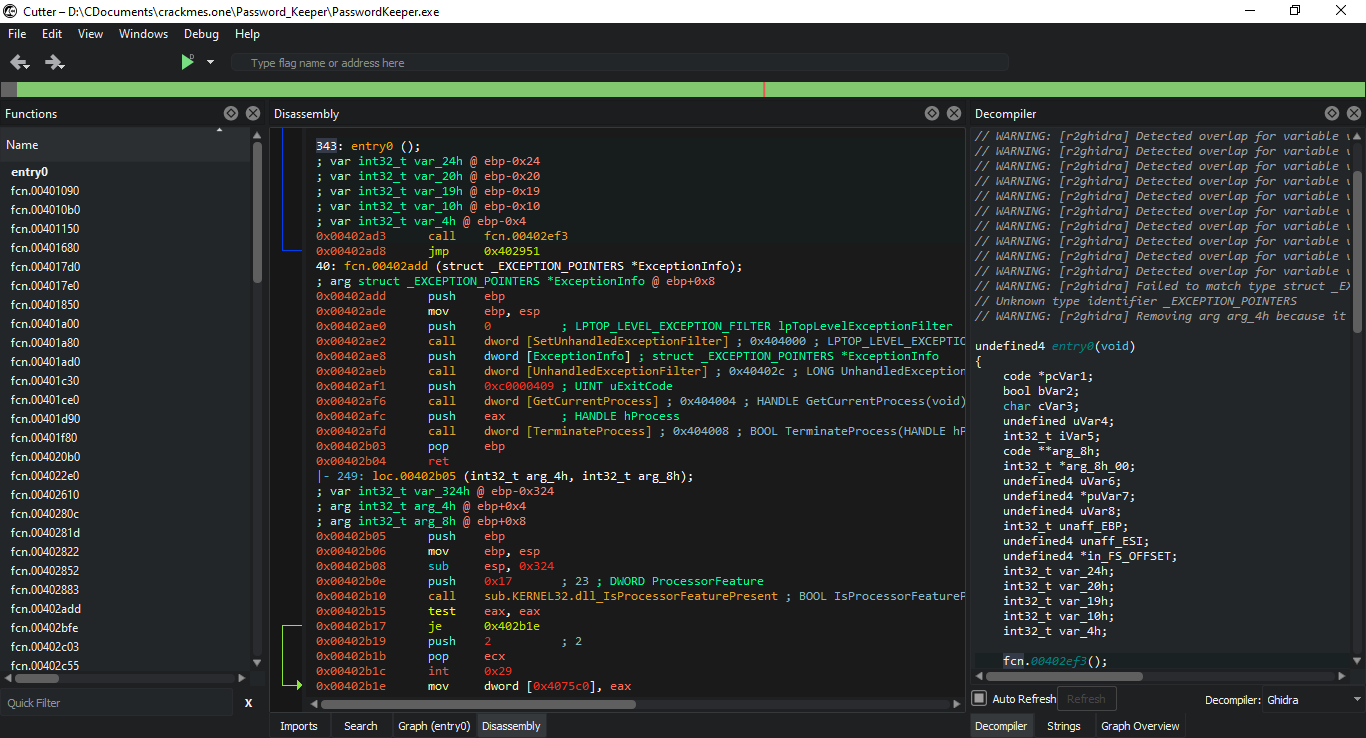 Cutter – D:\CDocuments\crackmes.one\Password_Keeper\PasswordKeeper.exe
File Edit View Windows Debug Help
Type flag name or address here
Functions
Name
entry0
fcn.00401090
fcn.004010b0
fcn.00401150
fcn.00401680
fcn.004017d0
fcn.004017e0
fcn.00401850
fcn.00401a00
fcn.00401a80
fcn.00401ad0
fcn.00401c30
fcn.00401ce0
fcn.00401d90
fcn.00401f80
fcn.004020b0
fcn.004022e0
fcn.00402610
fcn.0040280c
fcn.0040281d
fcn.00402822
fcn.00402852
fcn.00402883
fcn.00402add
fcn.00402bfe
fcn.00402c03
fcn.00402c55
Quick Filter X
Disassembly
343: entry0 ();
; var int32_t var_24h @ ebp-0x24
; var int32_t var_20h @ ebp-0x20
; var int32_t var_19h @ ebp-0x19
; var int32_t var_10h @ ebp-0x10
; var int32_t var_4h @ ebp-0x4
0x00402ad3 call fcn.00402ef3
0x00402ad8 jmp 0x402951
40: fcn.00402add (struct _EXCEPTION_POINTERS *ExceptionInfo);
; arg struct _EXCEPTION_POINTERS *ExceptionInfo @ ebp+0x8
0x00402add push ebp
0x00402ade mov ebp, esp
0x00402ae0 push 0 ; LPTOP_LEVEL_EXCEPTION_FILTER lpTopLevelExceptionFilter
0x00402ae2 call dword [SetUnhandledExceptionFilter] ; 0x404000 ; LPTOP_LEVEL_EXCEPTIO
0x00402ae8 push dword [ExceptionInfo] ; struct _EXCEPTION_POINTERS *ExceptionInfo
0x00402aeb call dword [UnhandledExceptionFilter] ; 0x40402c ; LONG UnhandledException
0x00402af1 push 0xc0000409 ; UINT uExitCode
0x00402af6 call dword [GetCurrentProcess] ; 0x404004 ; HANDLE GetCurrentProcess(void)
0x00402afc push eax ; HANDLE hProcess
0x00402afd call dword [TerminateProcess] ; 0x404008 ; BOOL TerminateProcess(HANDLE hP
0x00402b03 pop ebp
0x00402b04 ret
|- 249: loc.00402b05 (int32_t arg_4h, int32_t arg_8h);
; var int32_t var_324h @ ebp-0x324
; arg int32_t arg_4h @ ebp+0x4
; arg int32_t arg_8h @ ebp+0x8
0x00402b05 push ebp
0x00402b06 mov ebp, esp
0x00402b08 sub esp, 0x324
0x00402b0e push 0x17 ; 23 ; DWORD ProcessorFeature
0x00402b10 call sub.KERNEL32.dll_IsProcessorFeaturePresent ; BOOL IsProcessorFeatureP
0x00402b15 test eax, eax
0x00402b17 je 0x402b1e
0x00402b19 push 2 ; 2
0x00402b1b pop ecx
0x00402b1c int 0x29
0x00402b1e mov dword [0x4075c0], eax
Imports Search Graph (entry0) Disassembly
Decompiler
// WARNING: [r2ghidra] Detected overlap for variable v
// WARNING: [r2ghidra] Detected overlap for variable v
// WARNING: [r2ghidra] Detected overlap for variable v
// WARNING: [r2ghidra] Detected overlap for variable v
// WARNING: [r2ghidra] Detected overlap for variable v
// WARNING: [r2ghidra] Detected overlap for variable v
// WARNING: [r2ghidra] Detected overlap for variable v
// WARNING: [r2ghidra] Detected overlap for variable v
// WARNING: [r2ghidra] Detected overlap for variable v
// WARNING: [r2ghidra] Detected overlap for variable v
// WARNING: [r2ghidra] Failed to match type struct _EX
// Unknown type identifier _EXCEPTION_POINTERS
// WARNING: [r2ghidra] Removing arg arg_4h because it
undefined4 entry0(void)
{
code *pcVar1;
bool bVar2;
char cVar3;
undefined uVar4;
int32_t iVar5;
code **arg_8h;
int32_t *arg_8h_00;
undefined4 uVar6;
undefined4 *puVar7;
undefined4 uVar8;
int32_t unaff_EBP;
undefined4 unaff_ESI;
undefined4 *in_FS_OFFSET;
int32_t var_24h;
int32_t var_20h;
int32_t var_19h;
int32_t var_10h;
int32_t var_4h;
fcn.00402ef3();
Auto Refresh Refresh Decompiler: Ghidra
Decompiler Strings Graph Overview